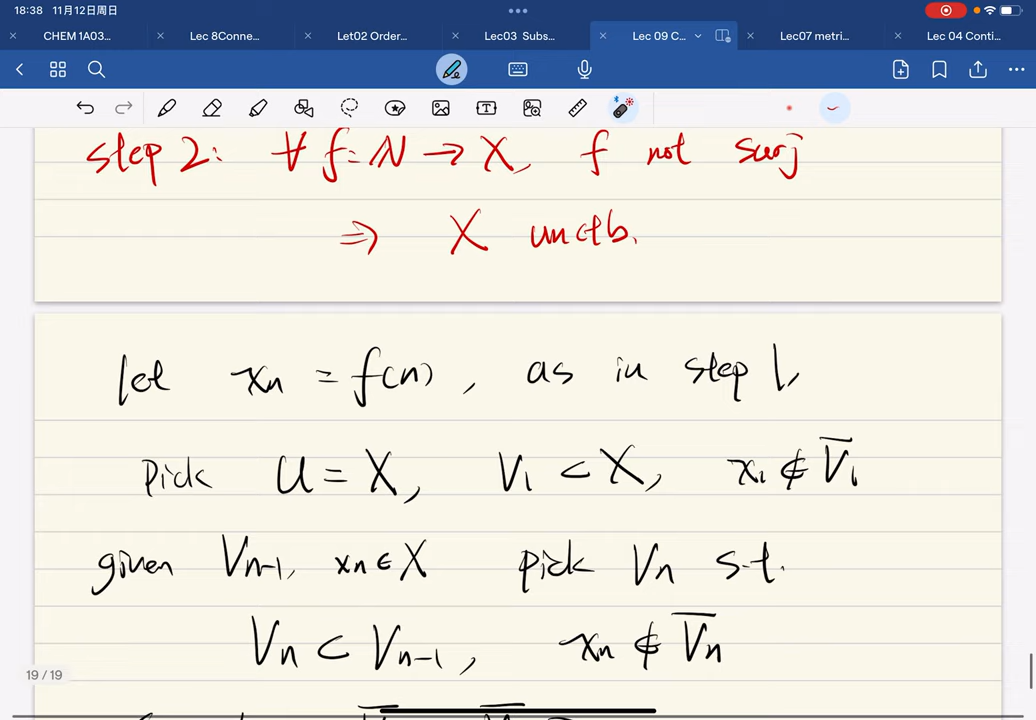 18:38 11月12日周日
CHEM 1A03... Lec 8Conne... Let02 Order... Lec03 Subs... Lec 09 C... Lec07 metri... Lec 04 Conti...
step 2: ∀ f: N → X, f not surj
⇒ X unctb.
let xn = f(n), as in step 1,
pick U = X, V1 ⊂ X, x1 ∉ V̅1
given Vn-1, xn ∈ X pick Vn s.t.
Vn ⊂ Vn-1, xn ∉ V̅n
19 / 19